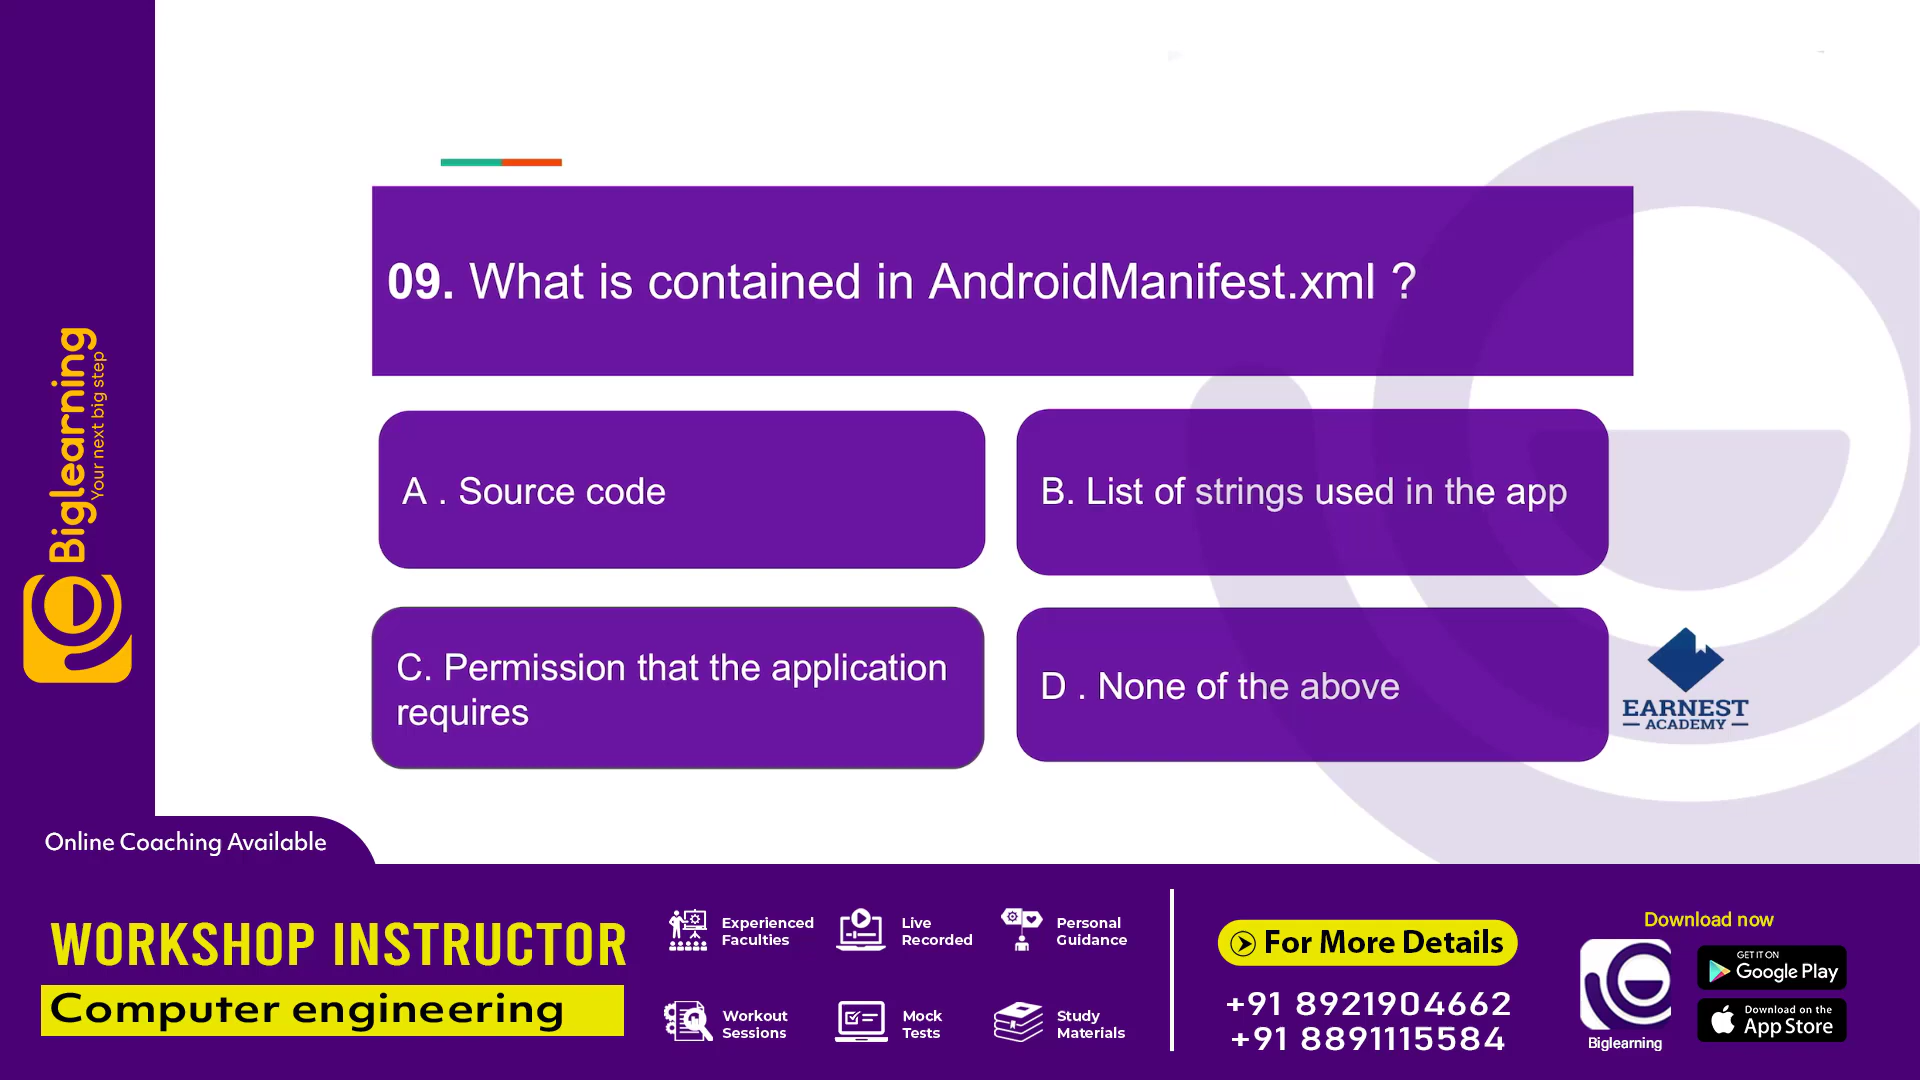 09. What is contained in AndroidManifest.xml ?
A . Source code
B. List of strings used in the app
C. Permission that the application
requires
D . None of the above
EARNEST
ACADEMY
Biglearning
Your next big step
Online Coaching Available
WORKSHOP INSTRUCTOR
Computer engineering
Experienced
Faculties
Live
Recorded
Personal
Guidance
Workout
Sessions
Mock
Tests
Study
Materials
For More Details
+91 8921904662
+91 8891115584
Download now
Biglearning
GET IT ON
Google Play
Download on the
App Store